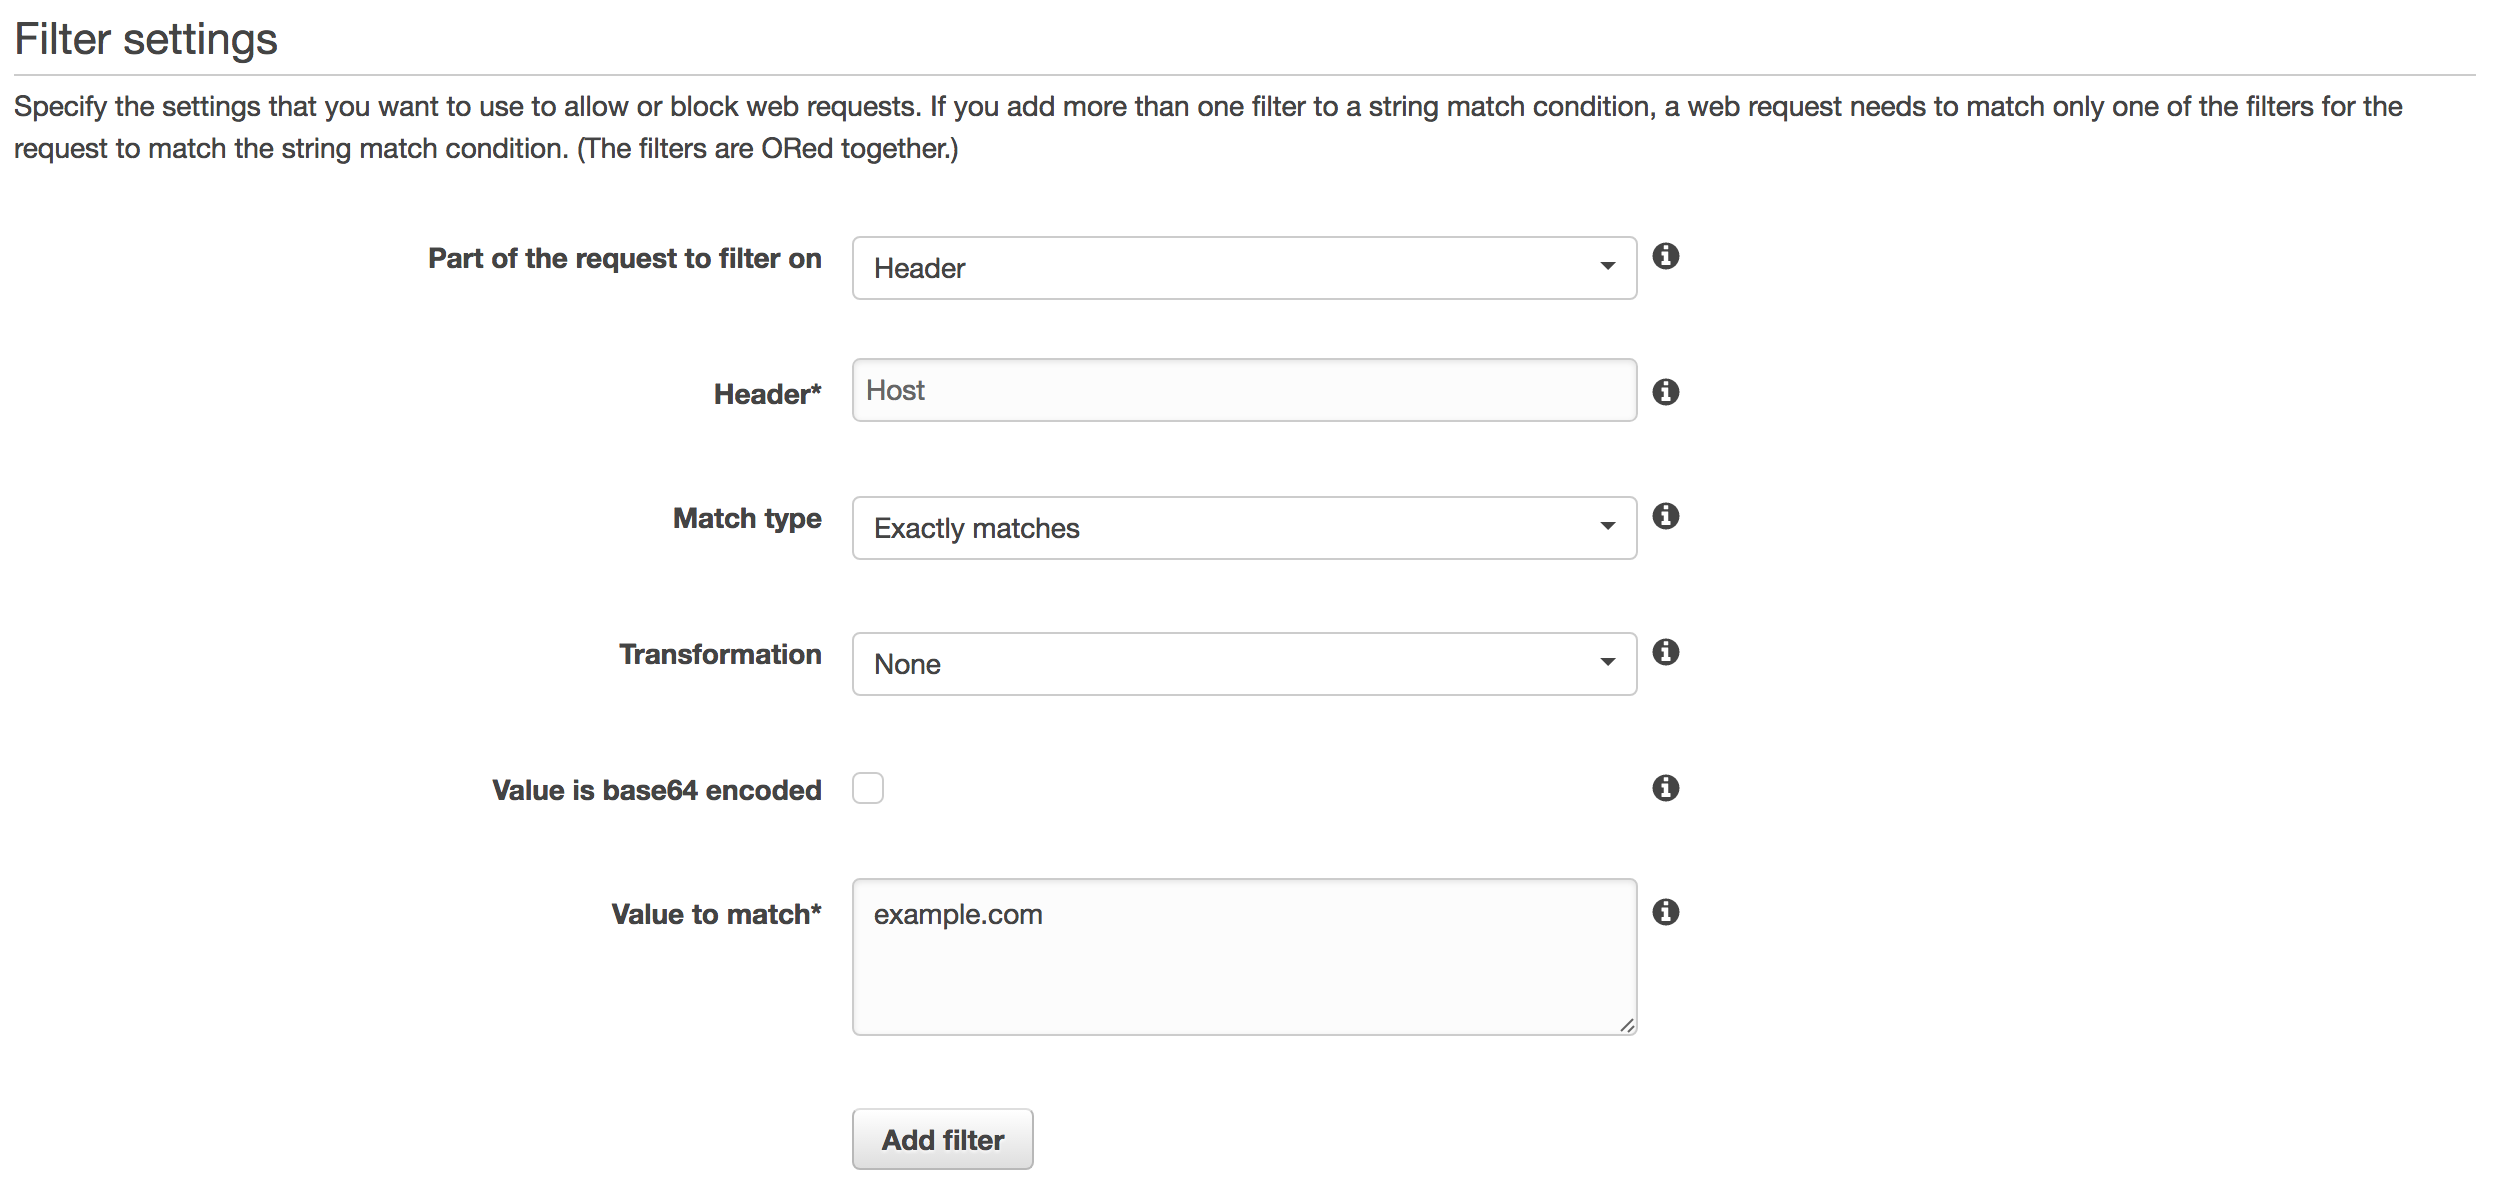 Filter settings
Specify the settings that you want to use to allow or block web requests. If you add more than one filter to a string match condition, a web request needs to match only one of the filters for the
request to match the string match condition. (The filters are ORed together.)
Part of the request to filter on
Header
Header*
Host
Match type
Exactly matches
Transformation
None
Value is base64 encoded
Value to match*
example.com
Add filter